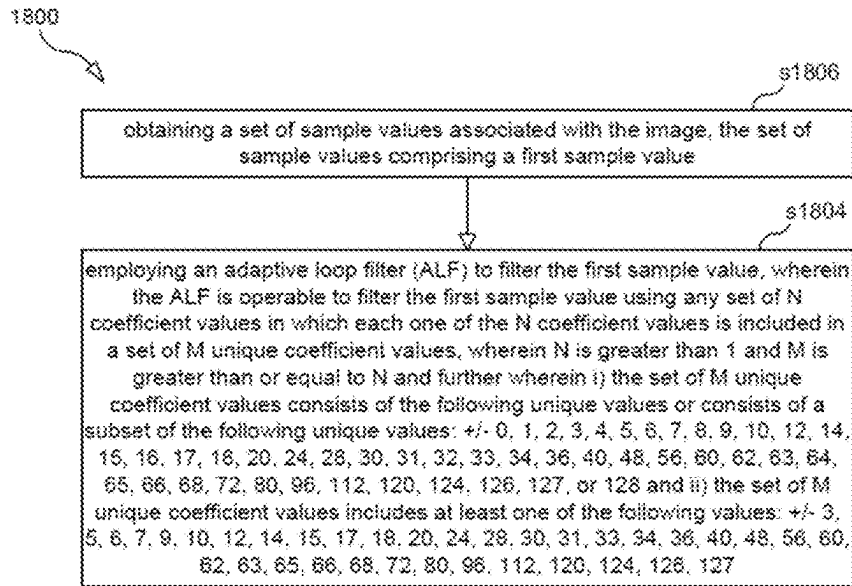 1800
s1806
obtaining a set of sample values associated with the image, the set of
sample values comprising a first sample value
s1804
employing an adaptive loop filter (ALF) to filter the first sample value, wherein
the ALF is operable to filter the first sample value using any set of N
coefficient values in which each one of the N coefficient values is included in
a set of M unique coefficient values, wherein N is greater than 1 and M is
greater than or equal to N and further wherein i) the set of M unique
coefficient values consists of the following unique values or consists of a
subset of the following unique values: +/- 0, 1, 2, 3, 4, 5, 6, 7, 8, 9, 10, 12, 14,
15, 16, 17, 18, 20, 24, 28, 30, 31, 32, 33, 34, 36, 40, 48, 56, 60, 62, 63, 64,
65, 66, 68, 72, 80, 96, 112, 120, 124, 126, 127, or 128 and ii) the set of M
unique coefficient values includes at least one of the following values: +/- 3,
5, 6, 7, 9, 10, 12, 14, 15, 17, 18, 20, 24, 28, 30, 31, 33, 34, 36, 40, 48, 56, 60,
62, 63, 65, 66, 68, 72, 80, 96, 112, 120, 124, 126, 127